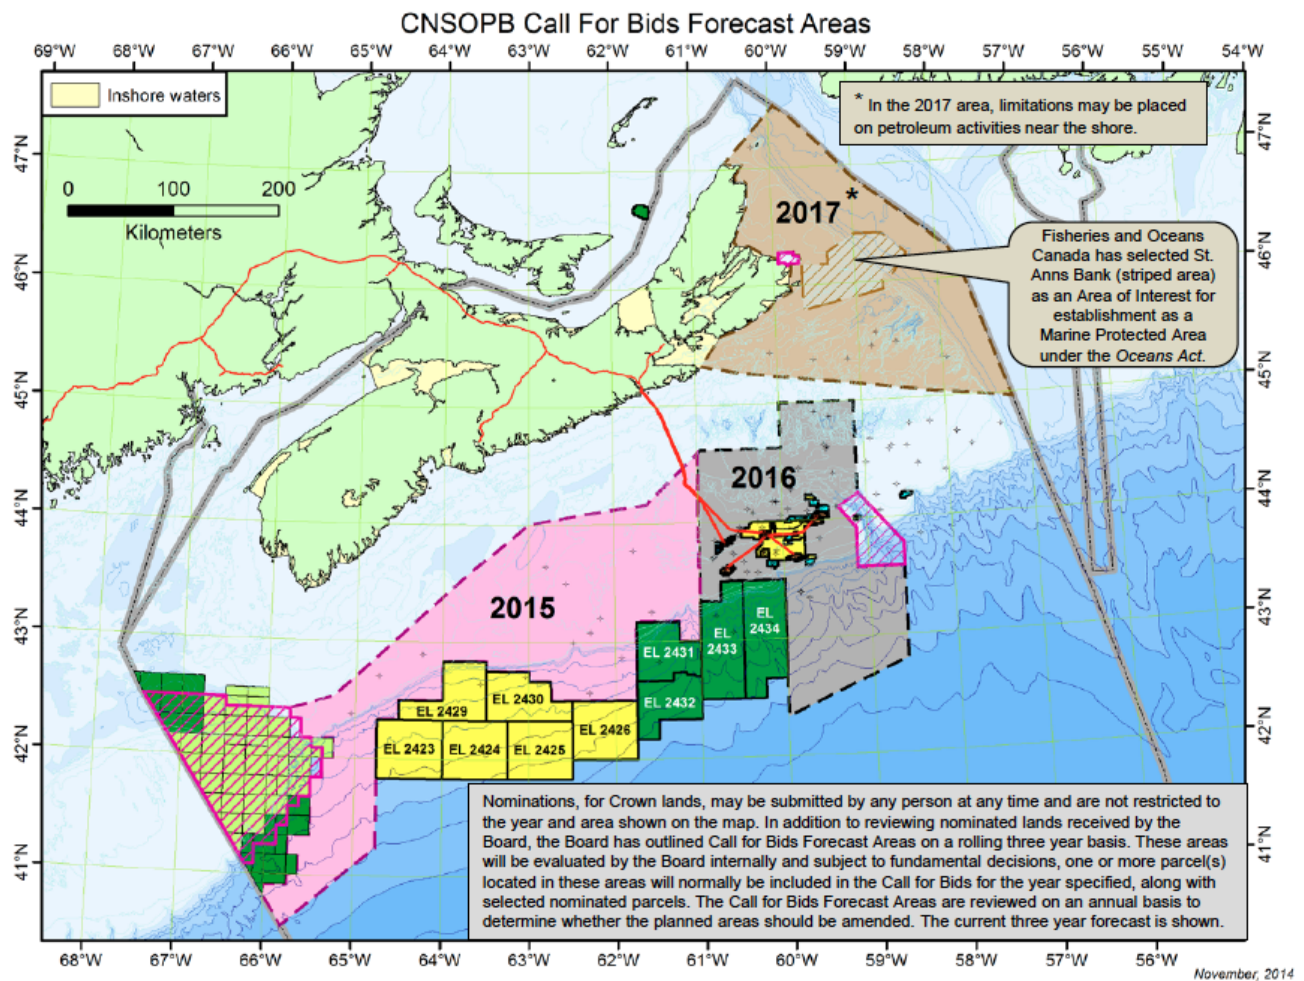 CNSOPB Call For Bids Forecast Areas
69°W 68°W 67°W 66°W 65°W 64°W 63°W 62°W 61°W 60°W 59°W 58°W 57°W 56°W 55°W 54°W
Inshore waters
* In the 2017 area, limitations may be placed
on petroleum activities near the shore.
47°N
47°N
0 100 200
Kilometers
2017*
Fisheries and Oceans
Canada has selected St.
Anns Bank (striped area)
as an Area of Interest for
establishment as a
Marine Protected Area
under the Oceans Act.
46°N
46°N
45°N
45°N
2016
44°N
44°N
2015
43°N
43°N
EL
2434
EL
2433
EL 2431
EL 2432
EL 2430
EL 2429
EL 2426
EL 2423
EL 2424
EL 2425
42°N
42°N
Nominations, for Crown lands, may be submitted by any person at any time and are not restricted to
the year and area shown on the map. In addition to reviewing nominated lands received by the
Board, the Board has outlined Call for Bids Forecast Areas on a rolling three year basis. These areas
will be evaluated by the Board internally and subject to fundamental decisions, one or more parcel(s)
located in these areas will normally be included in the Call for Bids for the year specified, along with
selected nominated parcels. The Call for Bids Forecast Areas are reviewed on an annual basis to
determine whether the planned areas should be amended. The current three year forecast is shown.
41°N
41°N
68°W 67°W 66°W 65°W 64°W 63°W 62°W 61°W 60°W 59°W 58°W 57°W 56°W
November, 2014